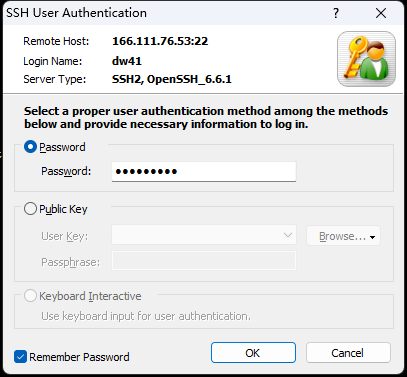 SSH User Authentication
Remote Host: 166.111.76.53:22
Login Name: dw41
Server Type: SSH2, OpenSSH_6.6.1
Select a proper user authentication method among the methods
below and provide necessary information to log in.
Password
Password: •••••••••
Public Key
User Key: Browse...
Passphrase:
Keyboard Interactive
Use keyboard input for user authentication.
Remember Password OK Cancel